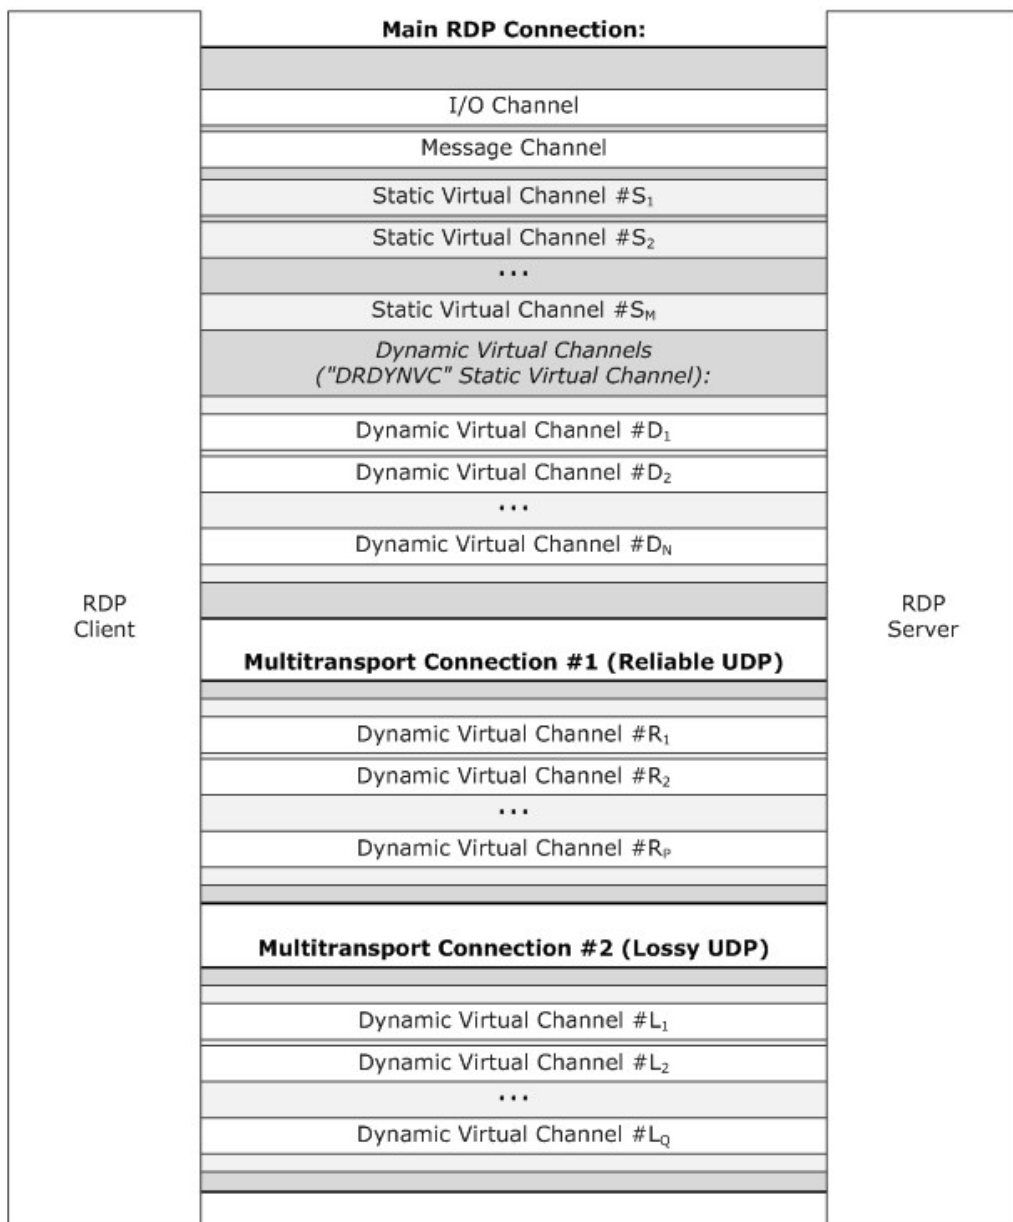 Main RDP Connection:
I/O Channel
Message Channel
Static Virtual Channel #S₁
Static Virtual Channel #S₂
...
Static Virtual Channel #Sᴍ
Dynamic Virtual Channels
("DRDYNVC" Static Virtual Channel):
Dynamic Virtual Channel #D₁
Dynamic Virtual Channel #D₂
...
Dynamic Virtual Channel #Dɴ
RDP
Client
RDP
Server
Multitransport Connection #1 (Reliable UDP)
Dynamic Virtual Channel #R₁
Dynamic Virtual Channel #R₂
...
Dynamic Virtual Channel #Rᴘ
Multitransport Connection #2 (Lossy UDP)
Dynamic Virtual Channel #L₁
Dynamic Virtual Channel #L₂
...
Dynamic Virtual Channel #LQ